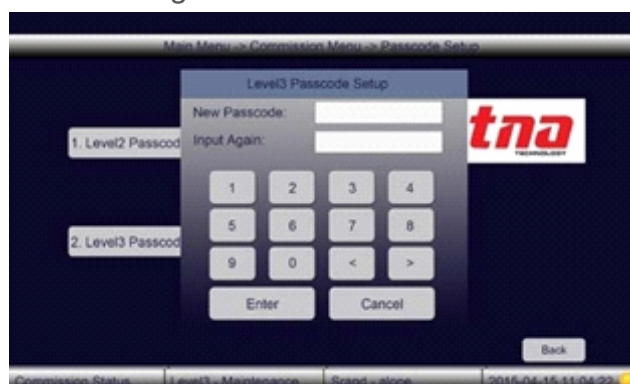 Main Menu -> Commission Menu -> Passcode Setup
Level3 Passcode Setup
New Passcode:
Input Again:
1. Level2 Passcod
2. Level3 Passcod
tna
TECHNOLOGY
1 2 3 4
5 6 7 8
9 0 < >
Enter Cancel
Back
Commission Status Level3 - Maintenance Srand - alone 2015-04-15 11:04:22